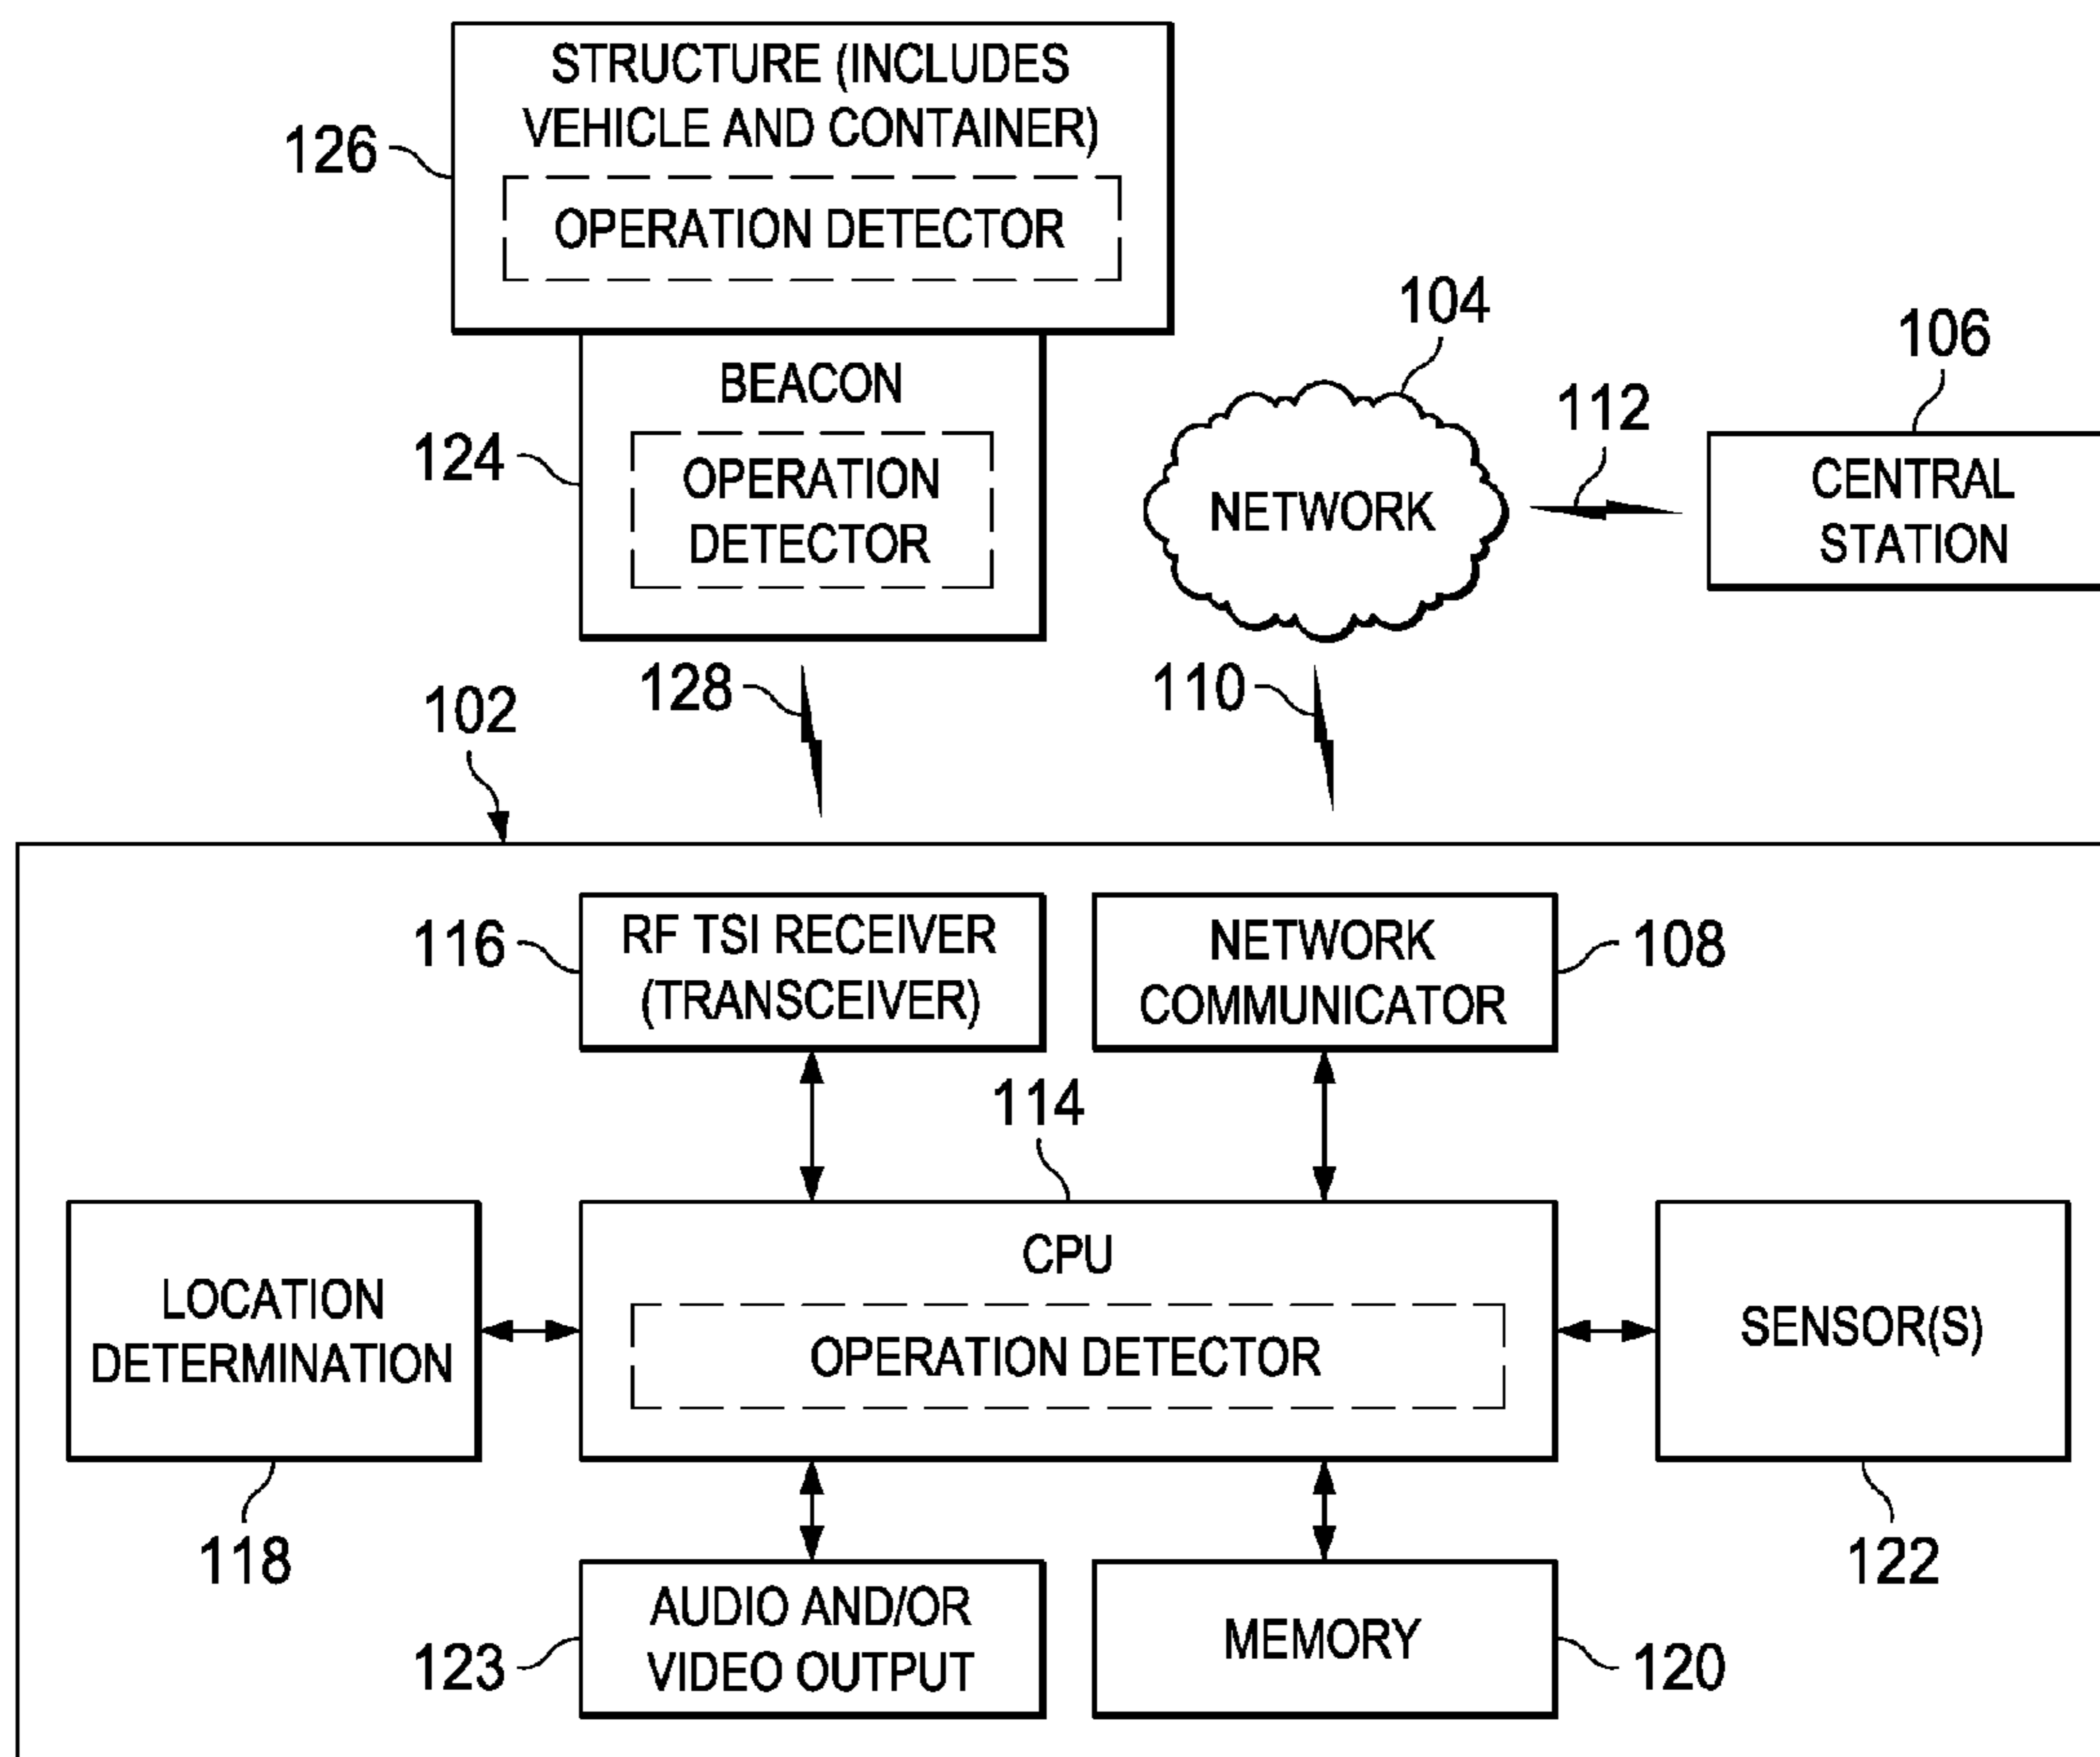 STRUCTURE (INCLUDES
VEHICLE AND CONTAINER)
126
OPERATION DETECTOR
104
106
BEACON
112
124
OPERATION
DETECTOR
NETWORK
CENTRAL
STATION
128
110
102
116
RF TSI RECEIVER
(TRANSCEIVER)
NETWORK
COMMUNICATOR
108
114
LOCATION
DETERMINATION
CPU
OPERATION DETECTOR
SENSOR(S)
118
122
123
AUDIO AND/OR
VIDEO OUTPUT
MEMORY
120